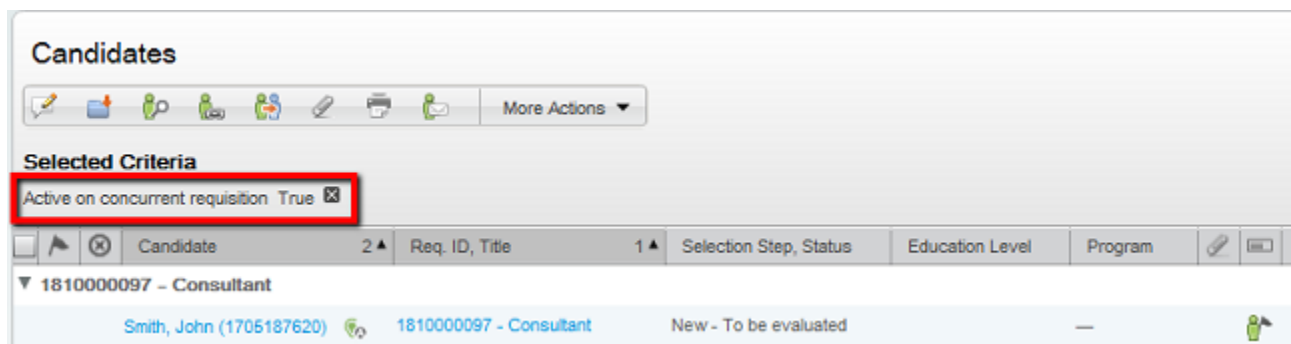 Candidates
More Actions
Selected Criteria
Active on concurrent requisition True
Candidate 2 Req. ID, Title 1 Selection Step, Status Education Level Program
1810000097 – Consultant
Smith, John (1705187620) 1810000097 - Consultant New - To be evaluated —